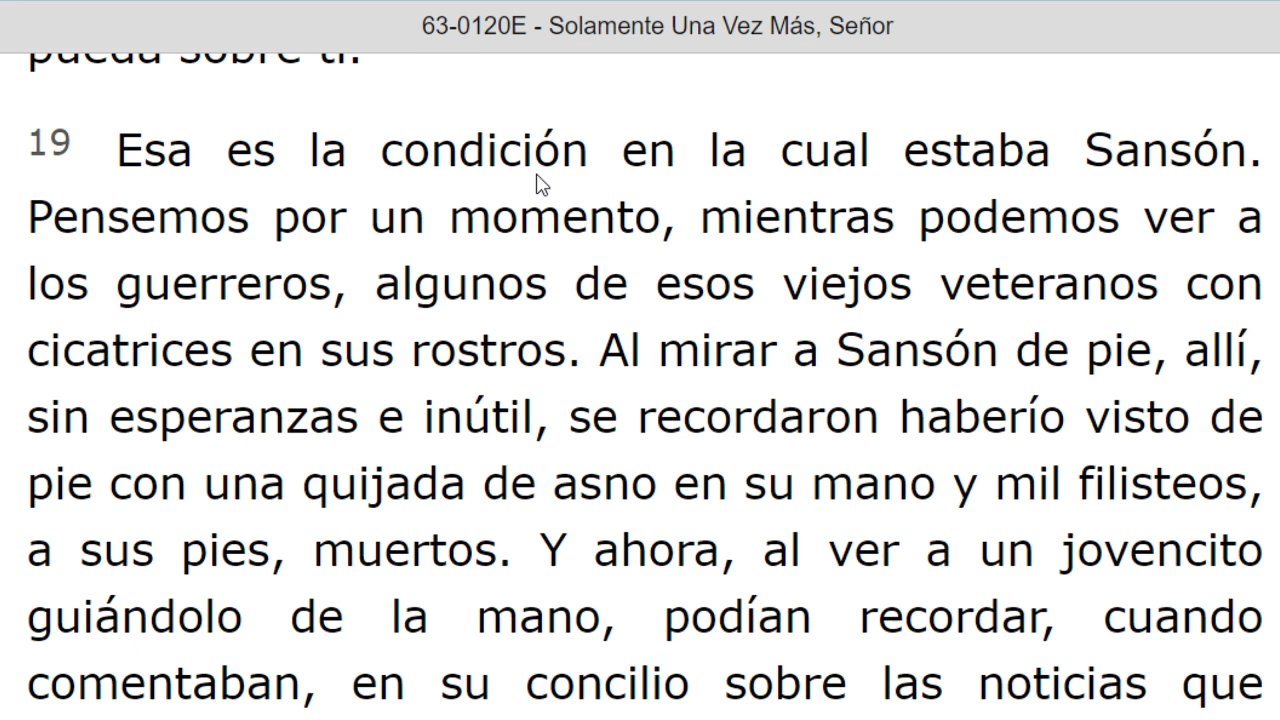 63-0120E - Solamente Una Vez Más, Señor
pueda sobre ti.
19 Esa es la condición en la cual estaba Sansón.
Pensemos por un momento, mientras podemos ver a
los guerreros, algunos de esos viejos veteranos con
cicatrices en sus rostros. Al mirar a Sansón de pie, allí,
sin esperanzas e inútil, se recordaron haberío visto de
pie con una quijada de asno en su mano y mil filisteos,
a sus pies, muertos. Y ahora, al ver a un jovencito
guiándolo de la mano, podían recordar, cuando
comentaban, en su concilio sobre las noticias que